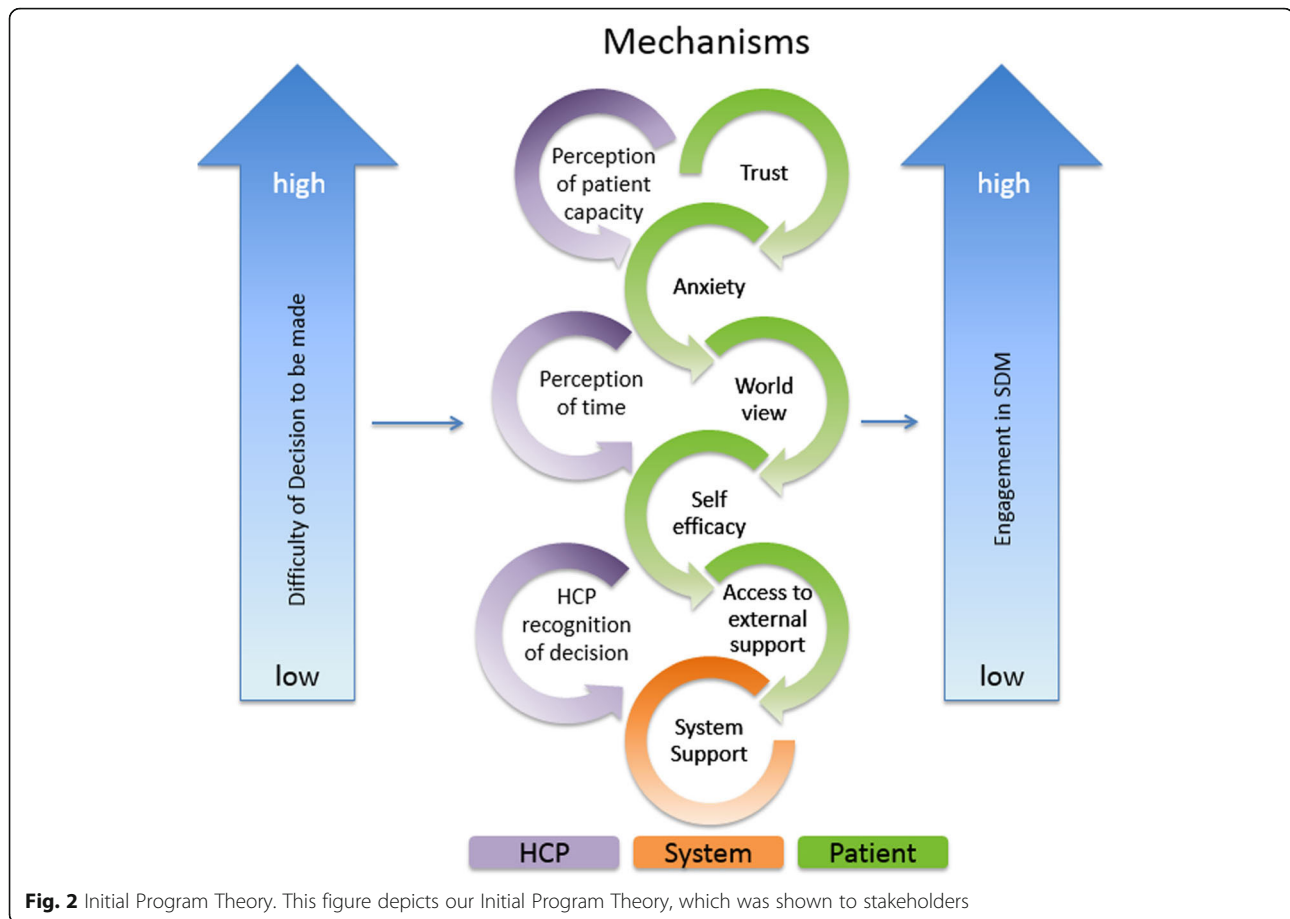 Mechanisms
high
Difficulty of Decision to be made
low
Perception
of patient
capacity
Trust
Anxiety
Perception
of time
World
view
Self
efficacy
HCP
recognition
of decision
Access to
external
support
System
Support
high
Engagement in SDM
low
HCP
System
Patient
Fig. 2 Initial Program Theory. This figure depicts our Initial Program Theory, which was shown to stakeholders